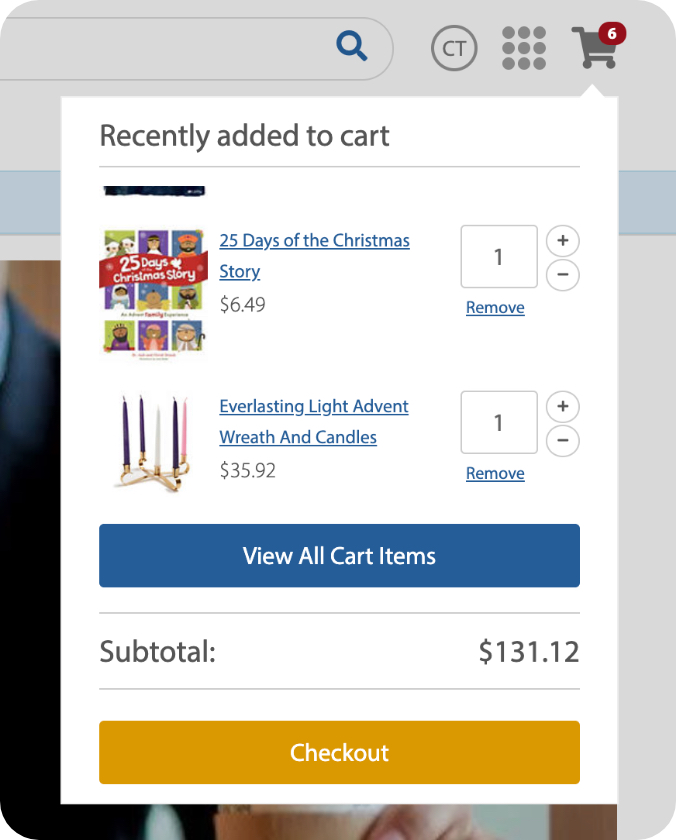 CT
6
Recently added to cart
25 Days
of the
Christmas Story
An Advent Family Experience
25 Days of the Christmas
Story
$6.49
1
+
−
Remove
Everlasting Light Advent
Wreath And Candles
$35.92
1
+
−
Remove
View All Cart Items
Subtotal: $131.12
Checkout